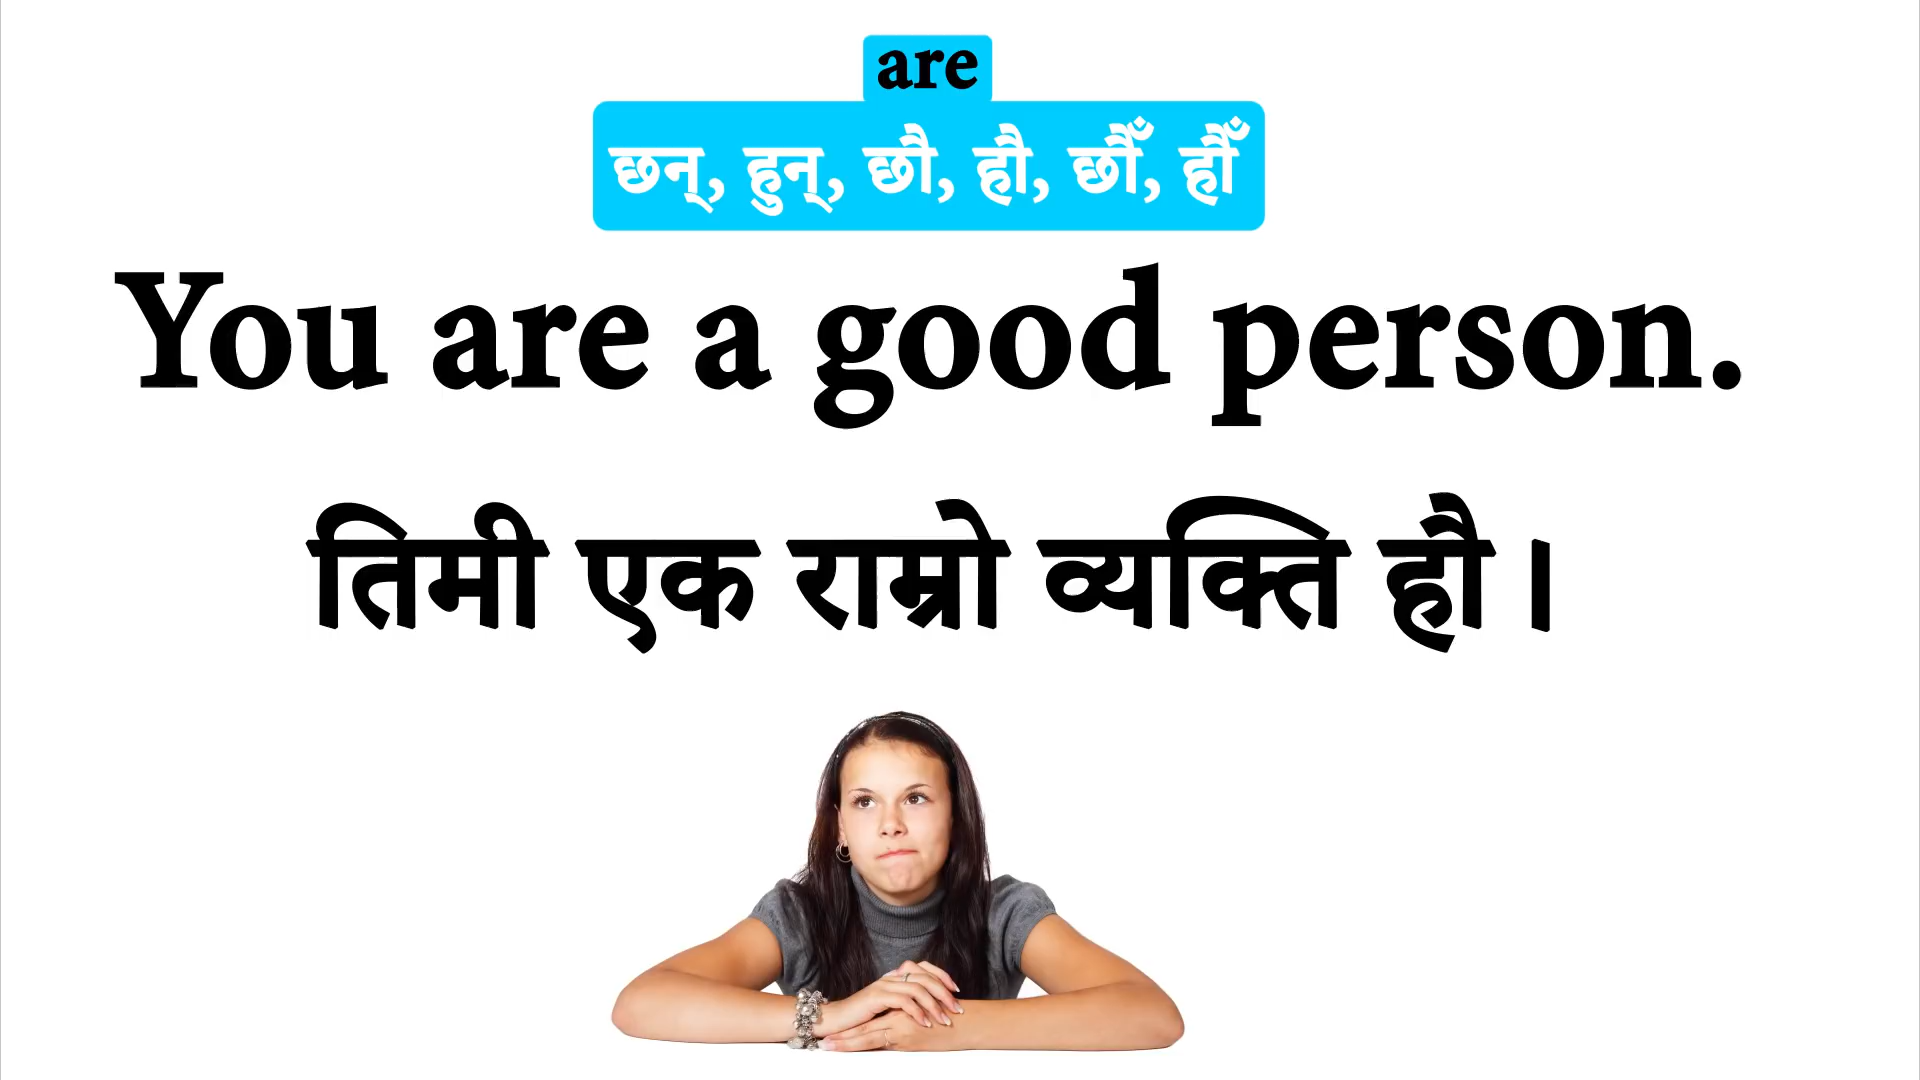 are
छन्, हुन्, छौ, हौ, छौँ, हौँ
You are a good person.
तिमी एक राम्रो व्यक्ति हौ ।